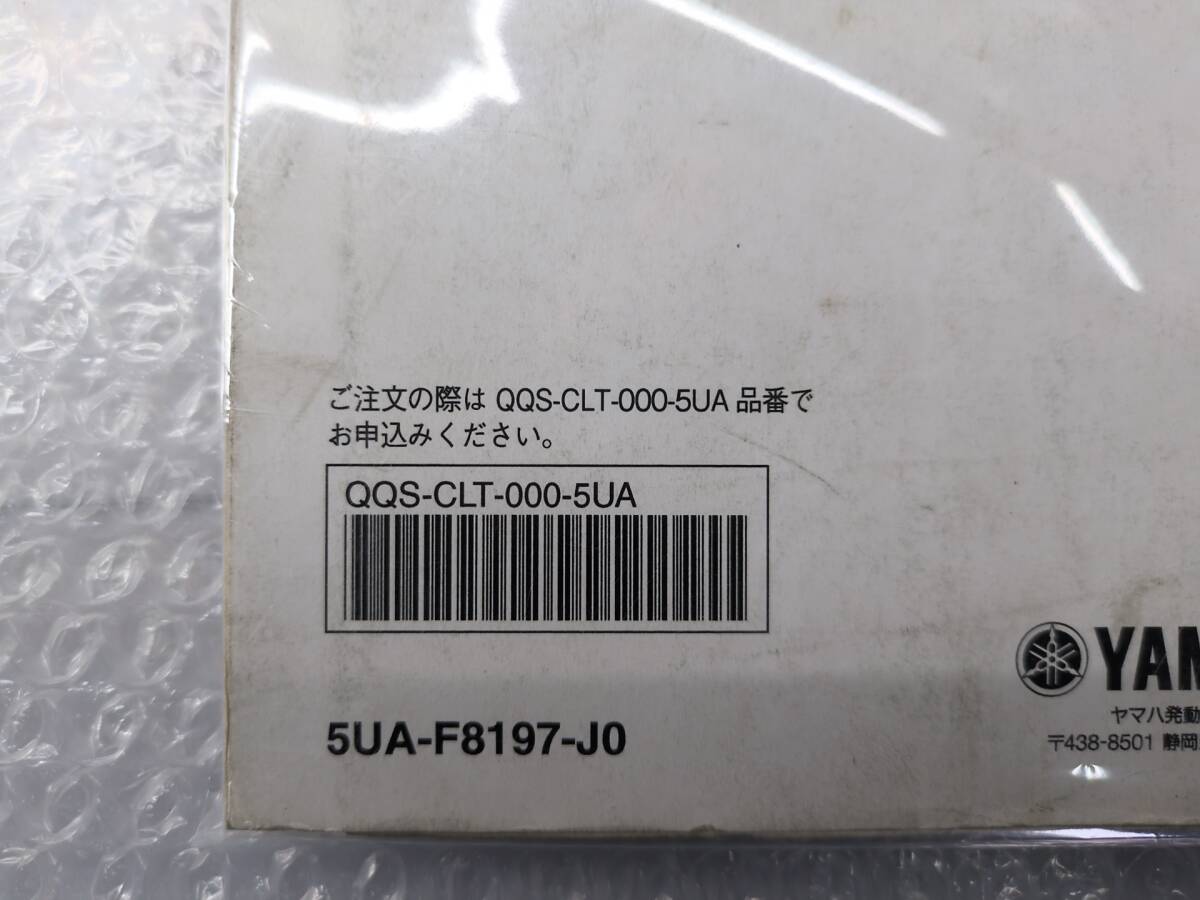 ご注文の際は QQS-CLT-000-5UA 品番で
お申込みください。
QQS-CLT-000-5UA
5UA-F8197-J0
YAM
ヤマハ発動
〒438-8501 静岡